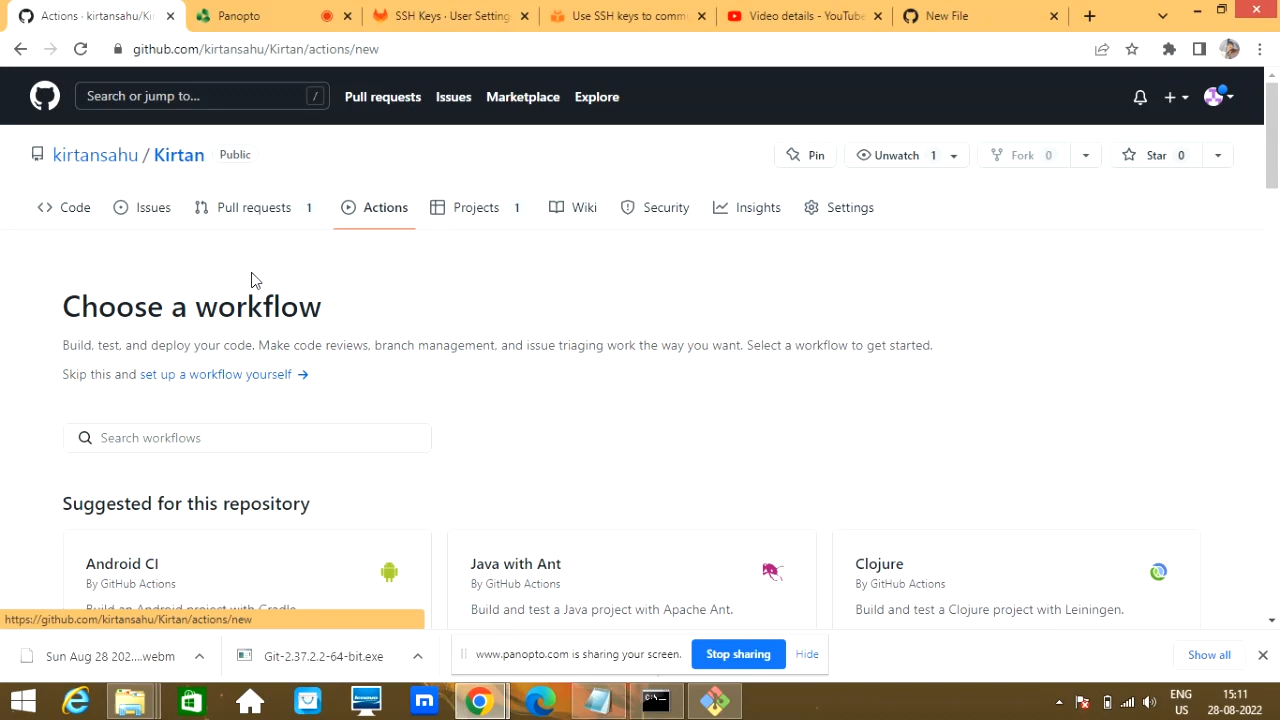 Actions · kirtansahu/Ki
Panopto
SSH Keys · User Setting
Use SSH keys to comm
Video details - YouTube
New File
github.com/kirtansahu/Kirtan/actions/new
Search or jump to...
/
Pull requests
Issues
Marketplace
Explore
kirtansahu / Kirtan
Public
Pin
Unwatch 1
Fork 0
Star 0
Code
Issues
Pull requests 1
Actions
Projects 1
Wiki
Security
Insights
Settings
Choose a workflow
Build, test, and deploy your code. Make code reviews, branch management, and issue triaging work the way you want. Select a workflow to get started.
Skip this and set up a workflow yourself →
Search workflows
Suggested for this repository
Android CI
By GitHub Actions
Build an Android project with Gradle.
Java with Ant
By GitHub Actions
Build and test a Java project with Apache Ant.
Clojure
By GitHub Actions
Build and test a Clojure project with Leiningen.
https://github.com/kirtansahu/Kirtan/actions/new
Sun Aug 28 202....webm
Git-2.37.2.2-64-bit.exe
www.panopto.com is sharing your screen.
Stop sharing
Hide
Show all
ENG
US
15:11
28-08-2022